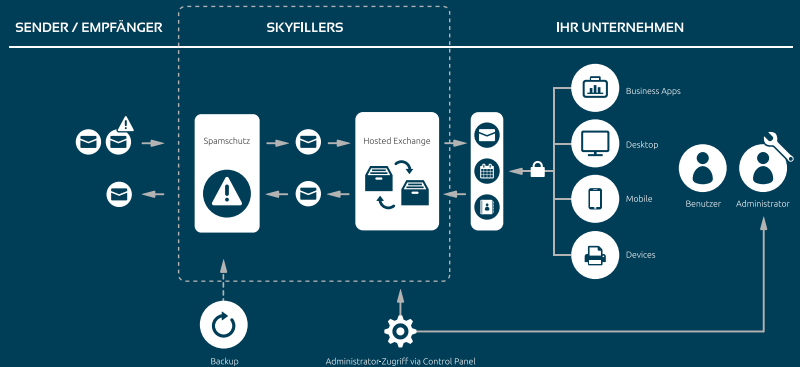 SENDER / EMPFÄNGER
SKYFILLERS
IHR UNTERNEHMEN
Spamschutz
Hosted Exchange
Business Apps
Desktop
Mobile
Devices
Benutzer
Administrator
Backup
Administrator-Zugriff via Control Panel